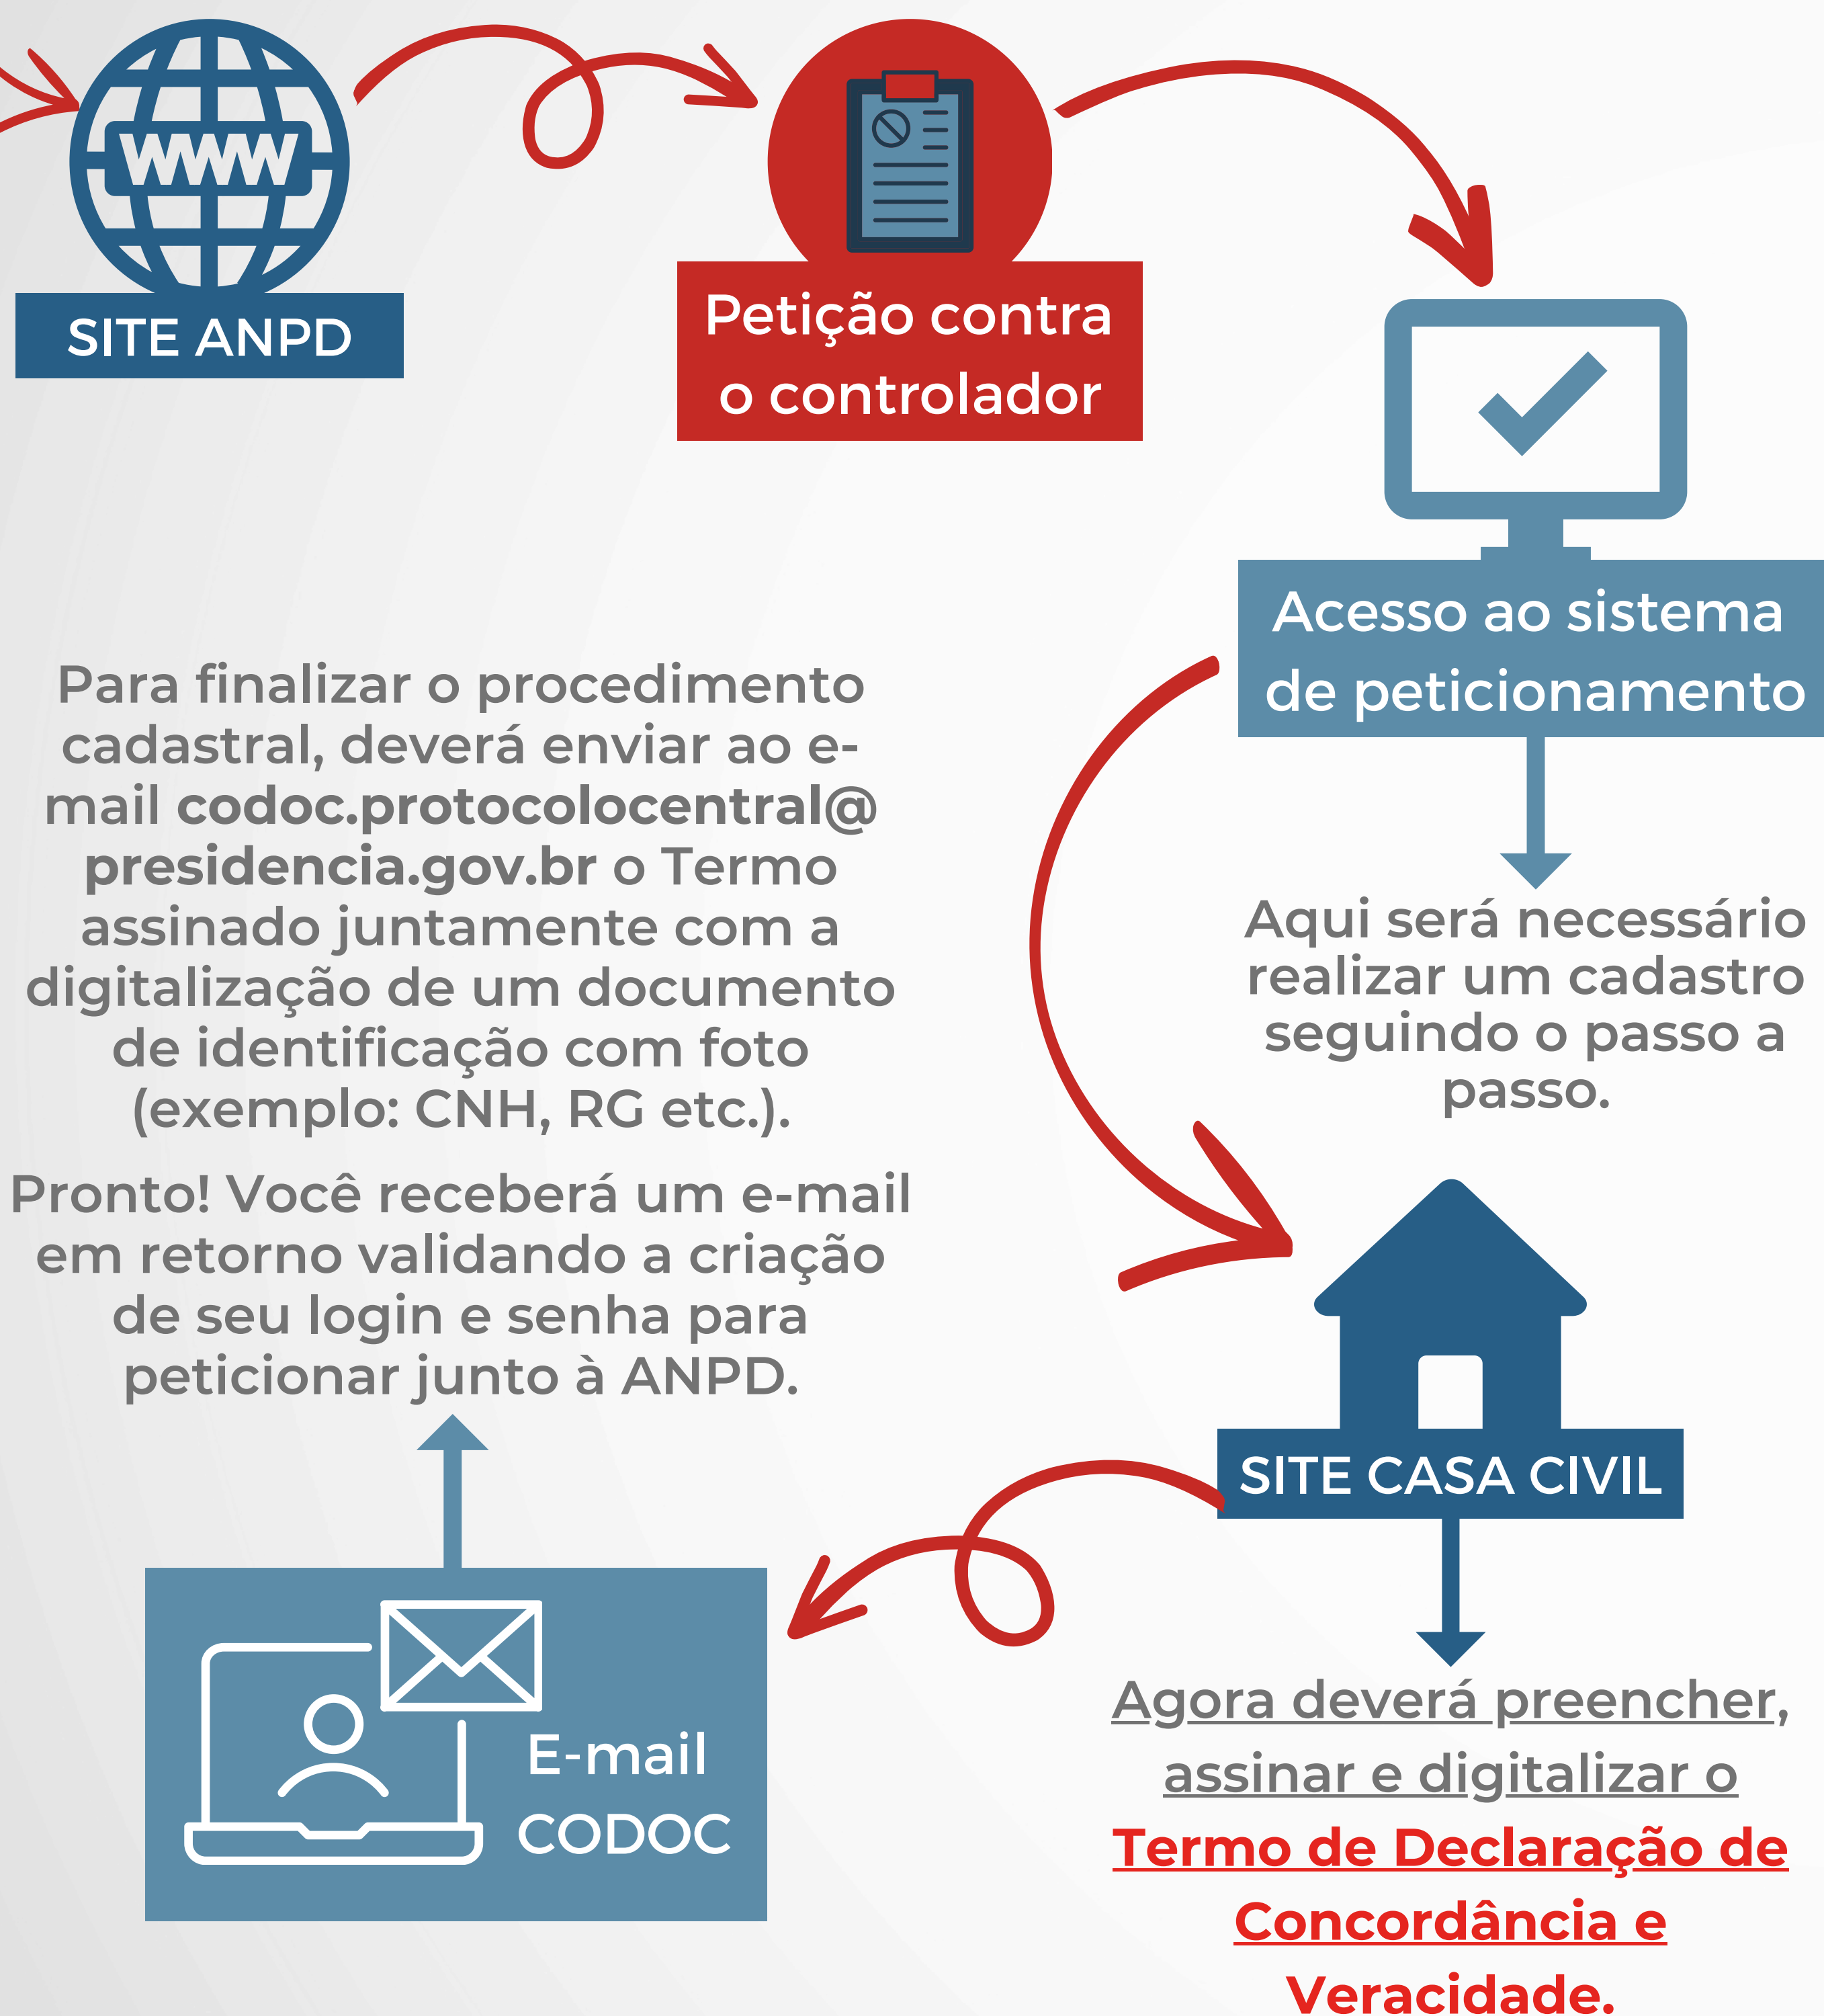 WWW
SITE ANPD
Petição contra
o controlador
Acesso ao sistema
de peticionamento
Aqui será necessário
realizar um cadastro
seguindo o passo a
passo.
SITE CASA CIVIL
Agora deverá preencher,
assinar e digitalizar o
Termo de Declaração de
Concordância e
Veracidade.
E-mail
CODOC
Para finalizar o procedimento
cadastral, deverá enviar ao e-
mail codoc.protocolocentral@
presidencia.gov.br o Termo
assinado juntamente com a
digitalização de um documento
de identificação com foto
(exemplo: CNH, RG etc.).
Pronto! Você receberá um e-mail
em retorno validando a criação
de seu login e senha para
peticionar junto à ANPD.